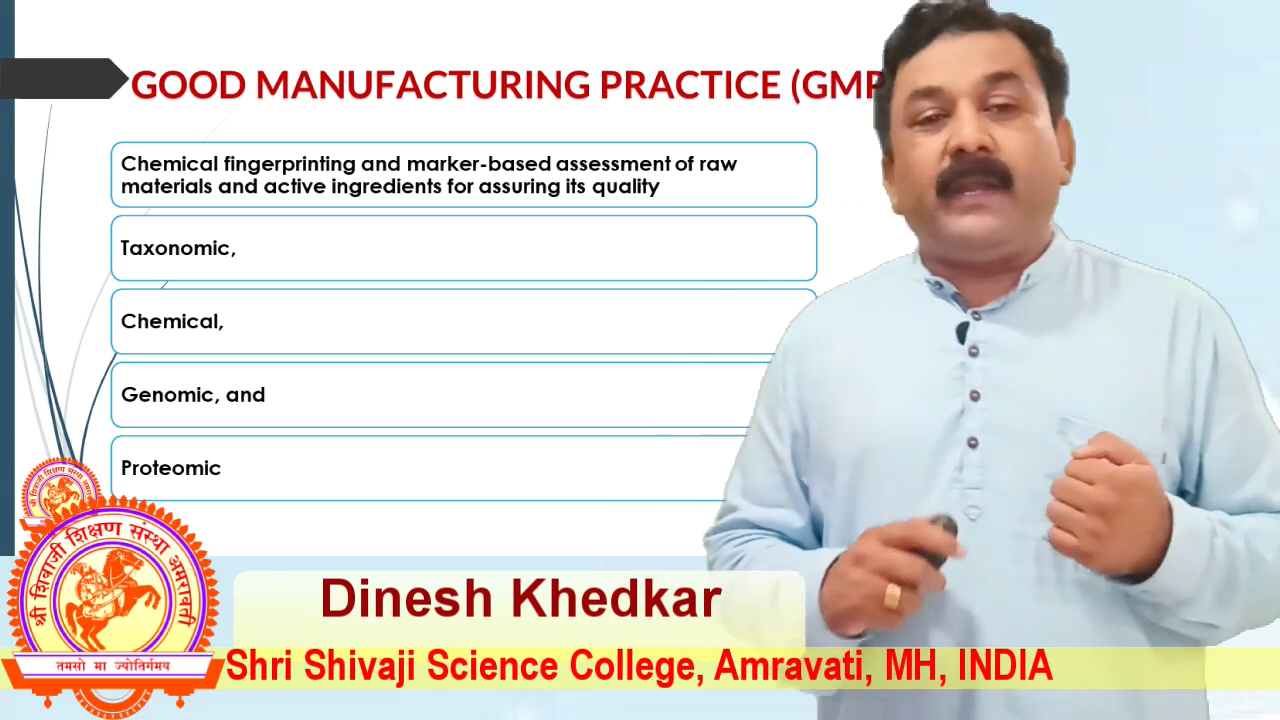 GOOD MANUFACTURING PRACTICE (GMP
Chemical fingerprinting and marker-based assessment of raw
materials and active ingredients for assuring its quality
Taxonomic,
Chemical,
Genomic, and
Proteomic
श्री शिवाजी शिक्षण संस्था अमरावती
तमसो मा ज्योतिर्गमय
Dinesh Khedkar
Shri Shivaji Science College, Amravati, MH, INDIA